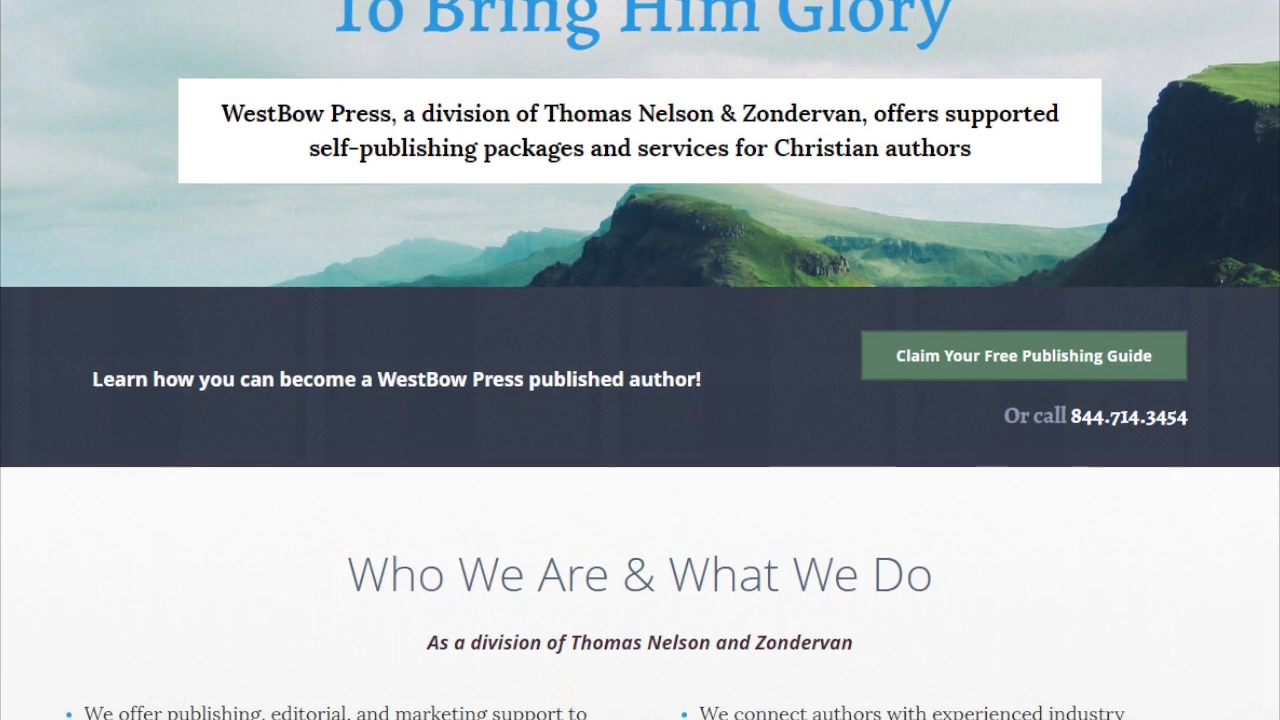 To Bring Him Glory
WestBow Press, a division of Thomas Nelson & Zondervan, offers supported
self-publishing packages and services for Christian authors
Learn how you can become a WestBow Press published author!
Claim Your Free Publishing Guide
Or call 844.714.3454
Who We Are & What We Do
As a division of Thomas Nelson and Zondervan
• We offer publishing, editorial, and marketing support to
• We connect authors with experienced industry